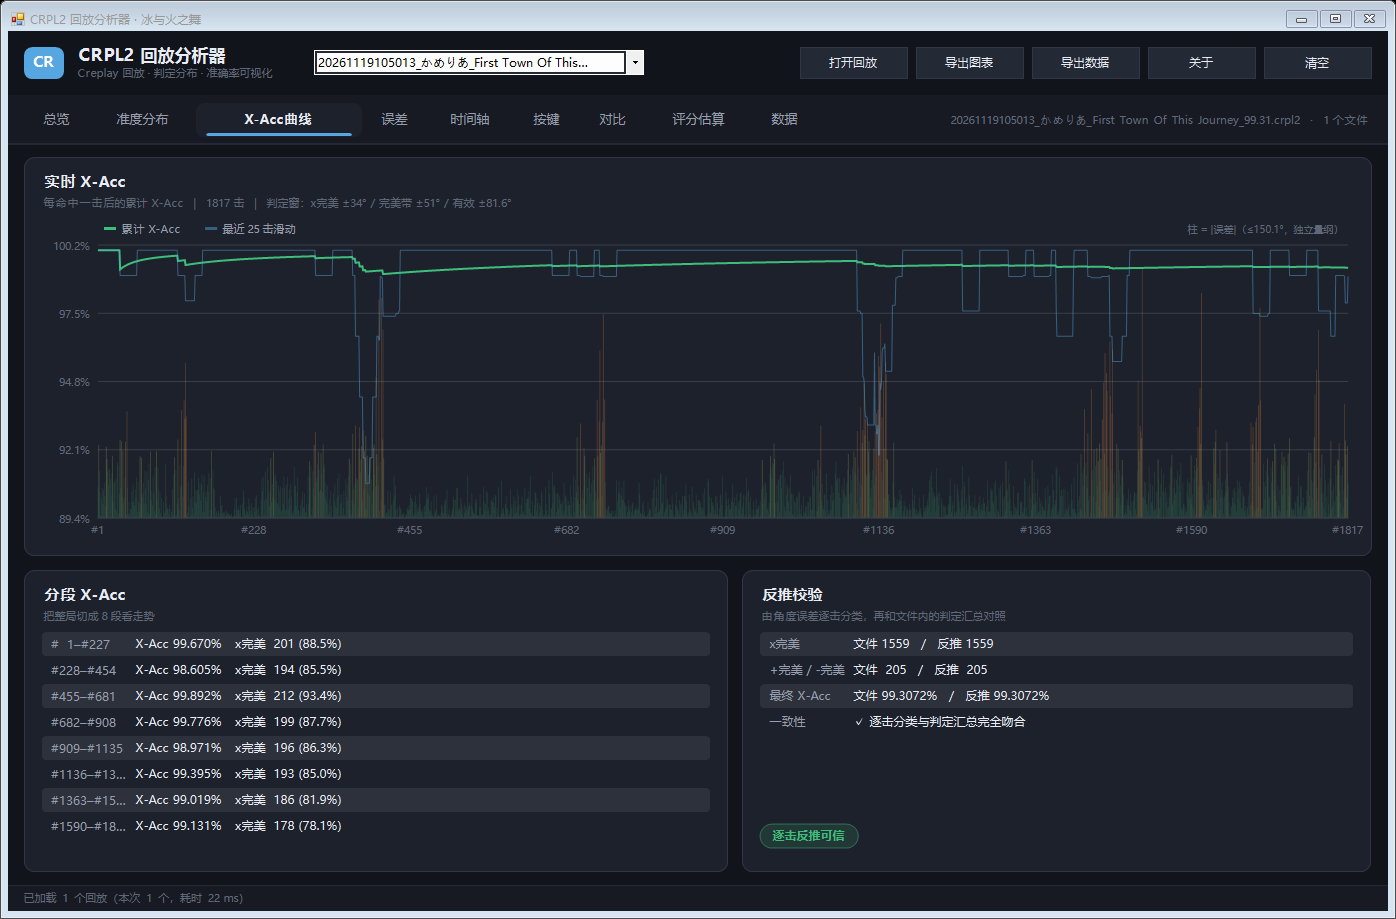 CRPL2 回放分析器 · 冰与火之舞
CR
CRPL2 回放分析器
Creplay 回放 · 判定分布 · 准确率可视化
20261119105013_かめりあ_First Town Of This...
打开回放
导出图表
导出数据
关于
清空
总览
准度分布
X-Acc曲线
误差
时间轴
按键
对比
评分估算
数据
20261119105013_かめりあ_First Town Of This Journey_99.31.crpl2 · 1 个文件
实时 X-Acc
每命中一击后的累计 X-Acc | 1817 击 | 判定窗: x完美 ±34° / 完美带 ±51° / 有效 ±81.6°
累计 X-Acc
最近 25 击滑动
柱 = |误差|（≤150.1°，独立量纲）
100.2%
97.5%
94.8%
92.1%
89.4%
#1
#228
#455
#682
#909
#1136
#1363
#1590
#1817
分段 X-Acc
把整局切成 8 段看走势
# 1–#227 X-Acc 99.670% x完美 201 (88.5%)
#228–#454 X-Acc 98.605% x完美 194 (85.5%)
#455–#681 X-Acc 99.892% x完美 212 (93.4%)
#682–#908 X-Acc 99.776% x完美 199 (87.7%)
#909–#1135 X-Acc 98.971% x完美 196 (86.3%)
#1136–#13... X-Acc 99.395% x完美 193 (85.0%)
#1363–#15... X-Acc 99.019% x完美 186 (81.9%)
#1590–#18... X-Acc 99.131% x完美 178 (78.1%)
反推校验
由角度误差逐击分类，再和文件内的判定汇总对照
x完美 文件 1559 / 反推 1559
+完美 / -完美 文件 205 / 反推 205
最终 X-Acc 文件 99.3072% / 反推 99.3072%
一致性 ✓ 逐击分类与判定汇总完全吻合
逐击反推可信
已加载 1 个回放 (本次 1 个，耗时 22 ms)